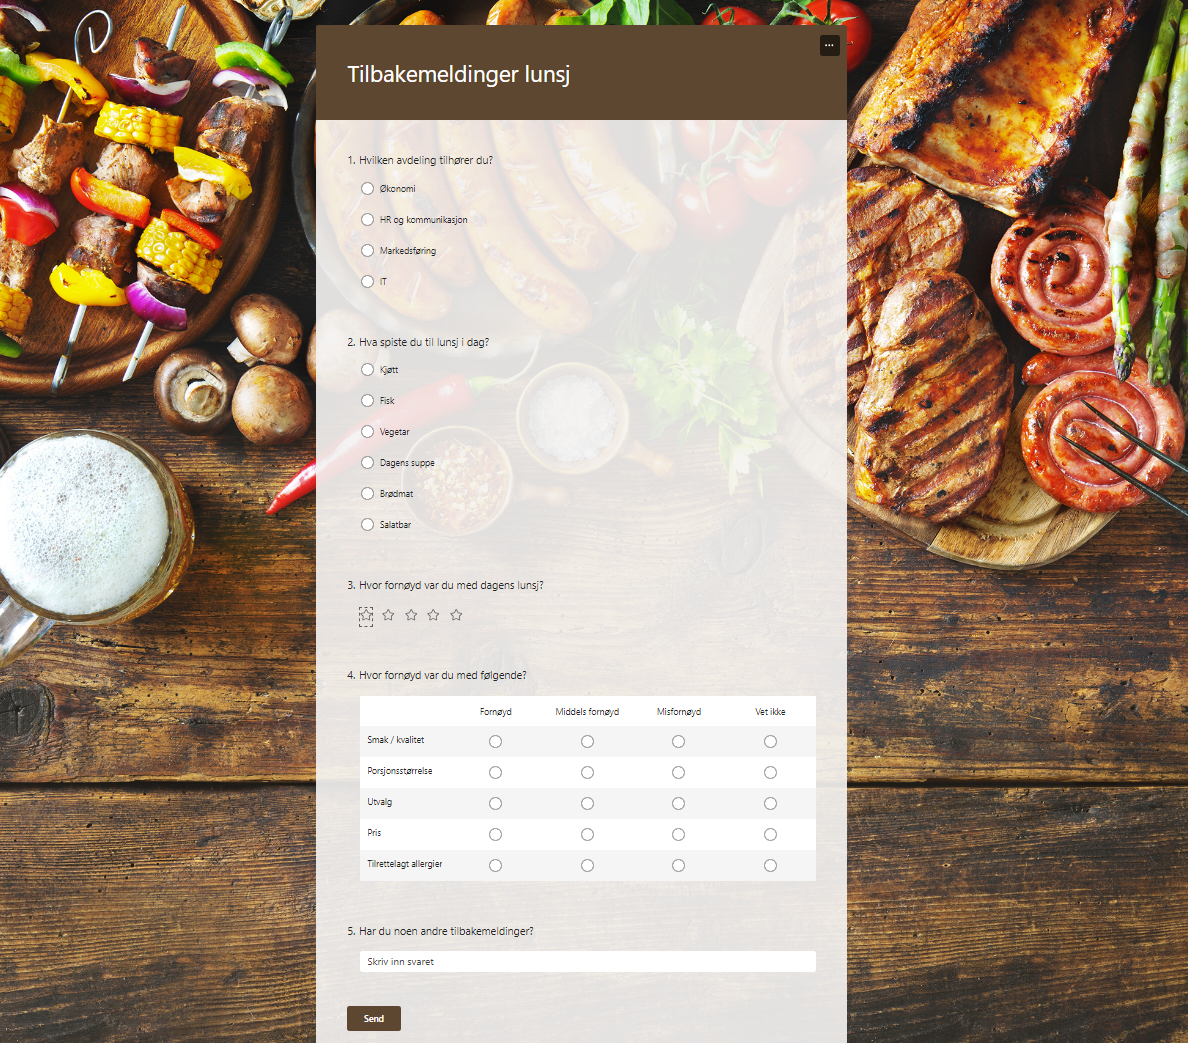 Tilbakemeldinger lunsj
1. Hvilken avdeling tilhører du?
Økonomi
HR og kommunikasjon
Markedsføring
IT
2. Hva spiste du til lunsj i dag?
Kjøtt
Fisk
Vegetar
Dagens suppe
Brødmat
Salatbar
3. Hvor fornøyd var du med dagens lunsj?
4. Hvor fornøyd var du med følgende?
Fornøyd Middels fornøyd Misfornøyd Vet ikke
Smak / kvalitet
Porsjonsstørrelse
Utvalg
Pris
Tilrettelagt allergier
5. Har du noen andre tilbakemeldinger?
Skriv inn svaret
Send